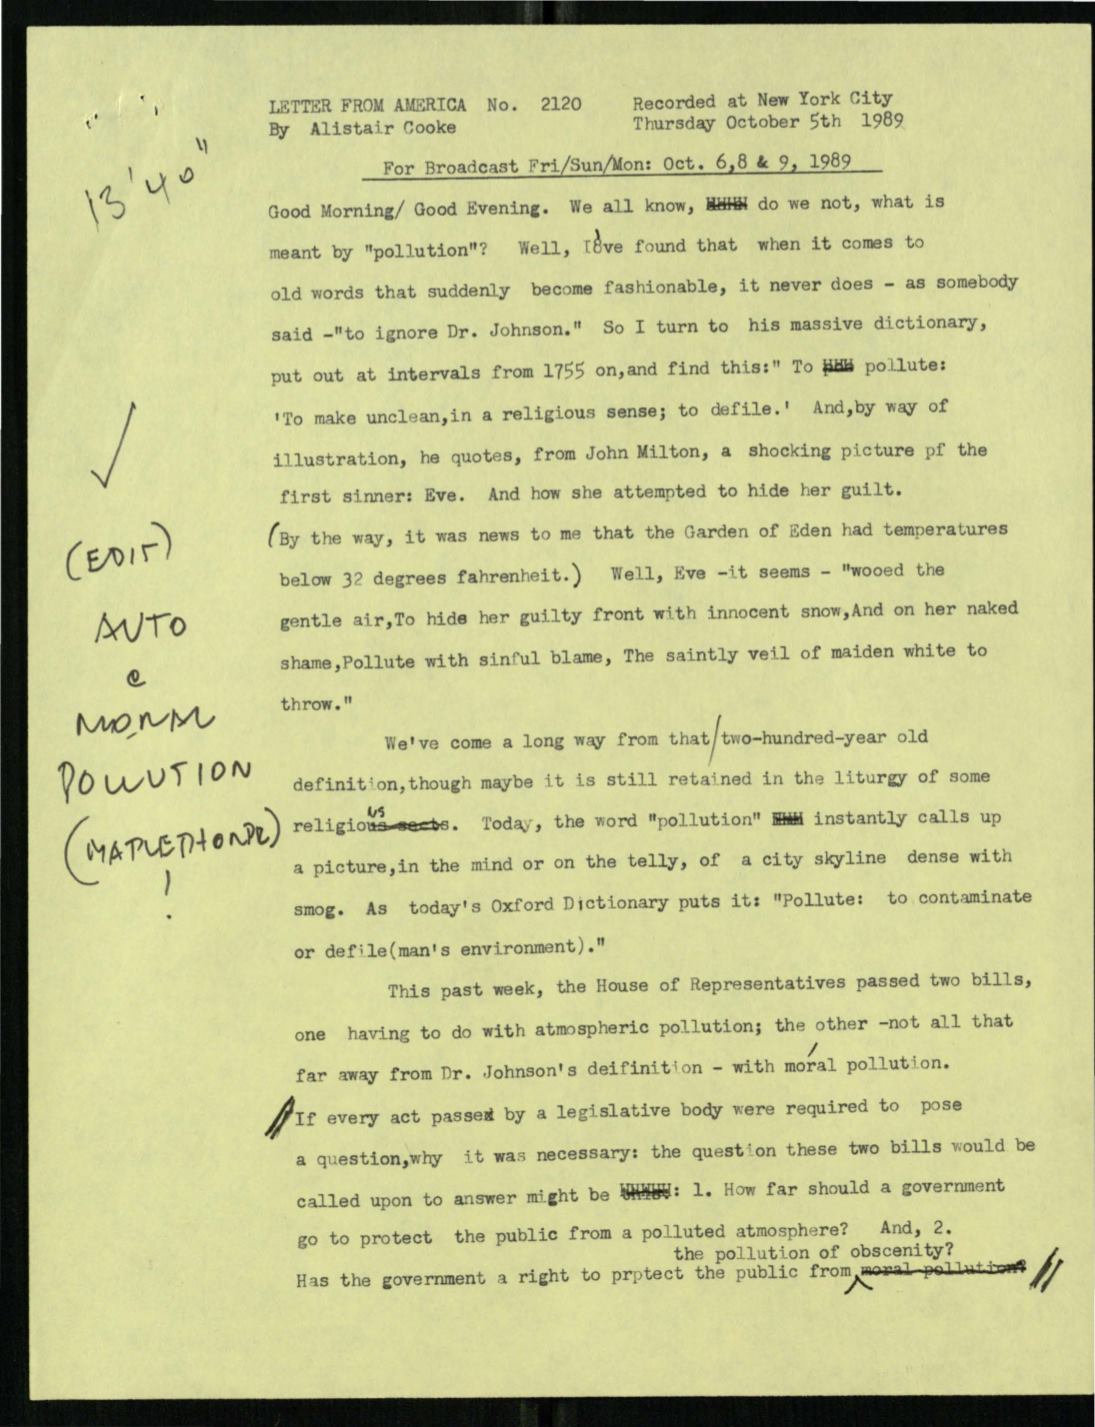 LETTER FROM AMERICA No. 2120 Recorded at New York City
By Alistair Cooke Thursday October 5th 1989
For Broadcast Fri/Sun/Mon: Oct. 6,8 & 9, 1989
13'40"
Good Morning/ Good Evening. We all know, do we not, what is
meant by "pollution"? Well, I've found that when it comes to
old words that suddenly become fashionable, it never does - as somebody
said -"to ignore Dr. Johnson." So I turn to his massive dictionary,
put out at intervals from 1755 on,and find this:" To pollute:
'To make unclean,in a religious sense; to defile.' And,by way of
illustration, he quotes, from John Milton, a shocking picture pf the
first sinner: Eve. And how she attempted to hide her guilt.
(By the way, it was news to me that the Garden of Eden had temperatures
below 32 degrees fahrenheit.) Well, Eve -it seems - "wooed the
gentle air,To hide her guilty front with innocent snow,And on her naked
shame,Pollute with sinful blame, The saintly veil of maiden white to
throw."
(EDIT)
AUTO
MORAL
POLLUTION
(MAPLETHORPE)
!
We've come a long way from that/two-hundred-year old
definition,though maybe it is still retained in the liturgy of some
us
religious sects. Today, the word "pollution" instantly calls up
a picture,in the mind or on the telly, of a city skyline dense with
smog. As today's Oxford Dictionary puts it: "Pollute: to contaminate
or defile(man's environment)."
This past week, the House of Representatives passed two bills,
one having to do with atmospheric pollution; the other -not all that
far away from Dr. Johnson's deifinition - with moral pollution.
//If every act passed by a legislative body were required to pose
a question,why it was necessary: the question these two bills would be
called upon to answer might be : 1. How far should a government
go to protect the public from a polluted atmosphere? And, 2.
the pollution of obscenity?
Has the government a right to prptect the public from moral pollution? //